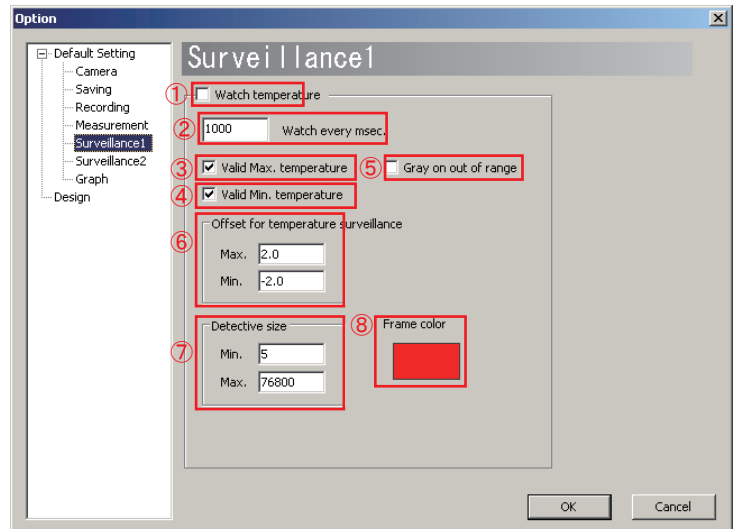 Option
Default Setting
Camera
Saving
Recording
Measurement
Surveillance1
Surveillance2
Graph
Design
Surveillance1
① Watch temperature
② 1000 Watch every msec.
③ Valid Max. temperature ⑤ Gray on out of range
④ Valid Min. temperature
⑥ Offset for temperature surveillance
Max. 2.0
Min. -2.0
⑦ Detective size
Min. 5
Max. 76800
⑧ Frame color
OK Cancel